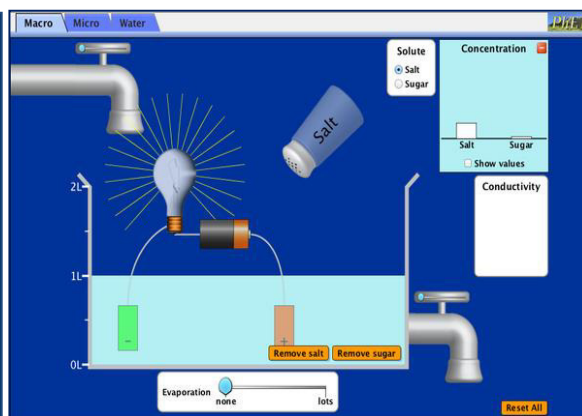 Macro Micro Water
PhET
Solute
Salt
Sugar
Concentration
Salt Sugar
Show values
Conductivity
Salt
2L
1L
0L
-
+
Remove salt Remove sugar
Evaporation
none lots
Reset All